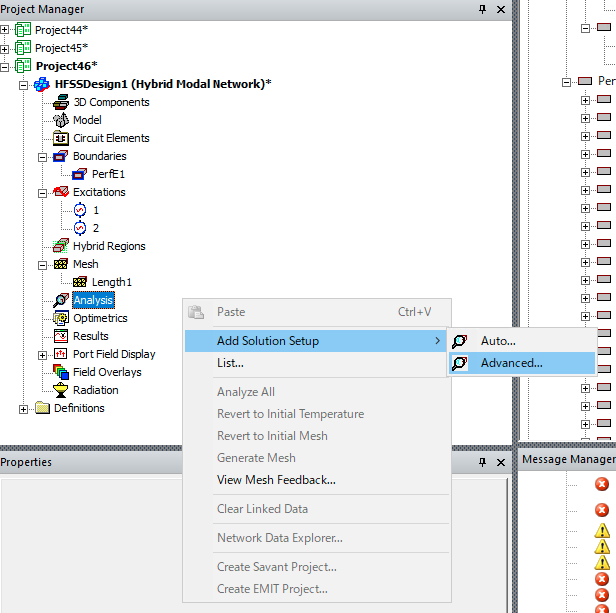 Project Manager
Project44*
Project45*
Project46*
HFSSDesign1 (Hybrid Modal Network)*
3D Components
Model
Circuit Elements
Boundaries
PerfE1
Excitations
1
2
Hybrid Regions
Mesh
Length1
Analysis
Optimetrics
Results
Port Field Display
Field Overlays
Radiation
Definitions
Paste Ctrl+V
Add Solution Setup
List...
Analyze All
Revert to Initial Temperature
Revert to Initial Mesh
Generate Mesh
View Mesh Feedback...
Clear Linked Data
Network Data Explorer...
Create Savant Project...
Create EMIT Project...
Auto...
Advanced...
Per
Properties
Message Manager